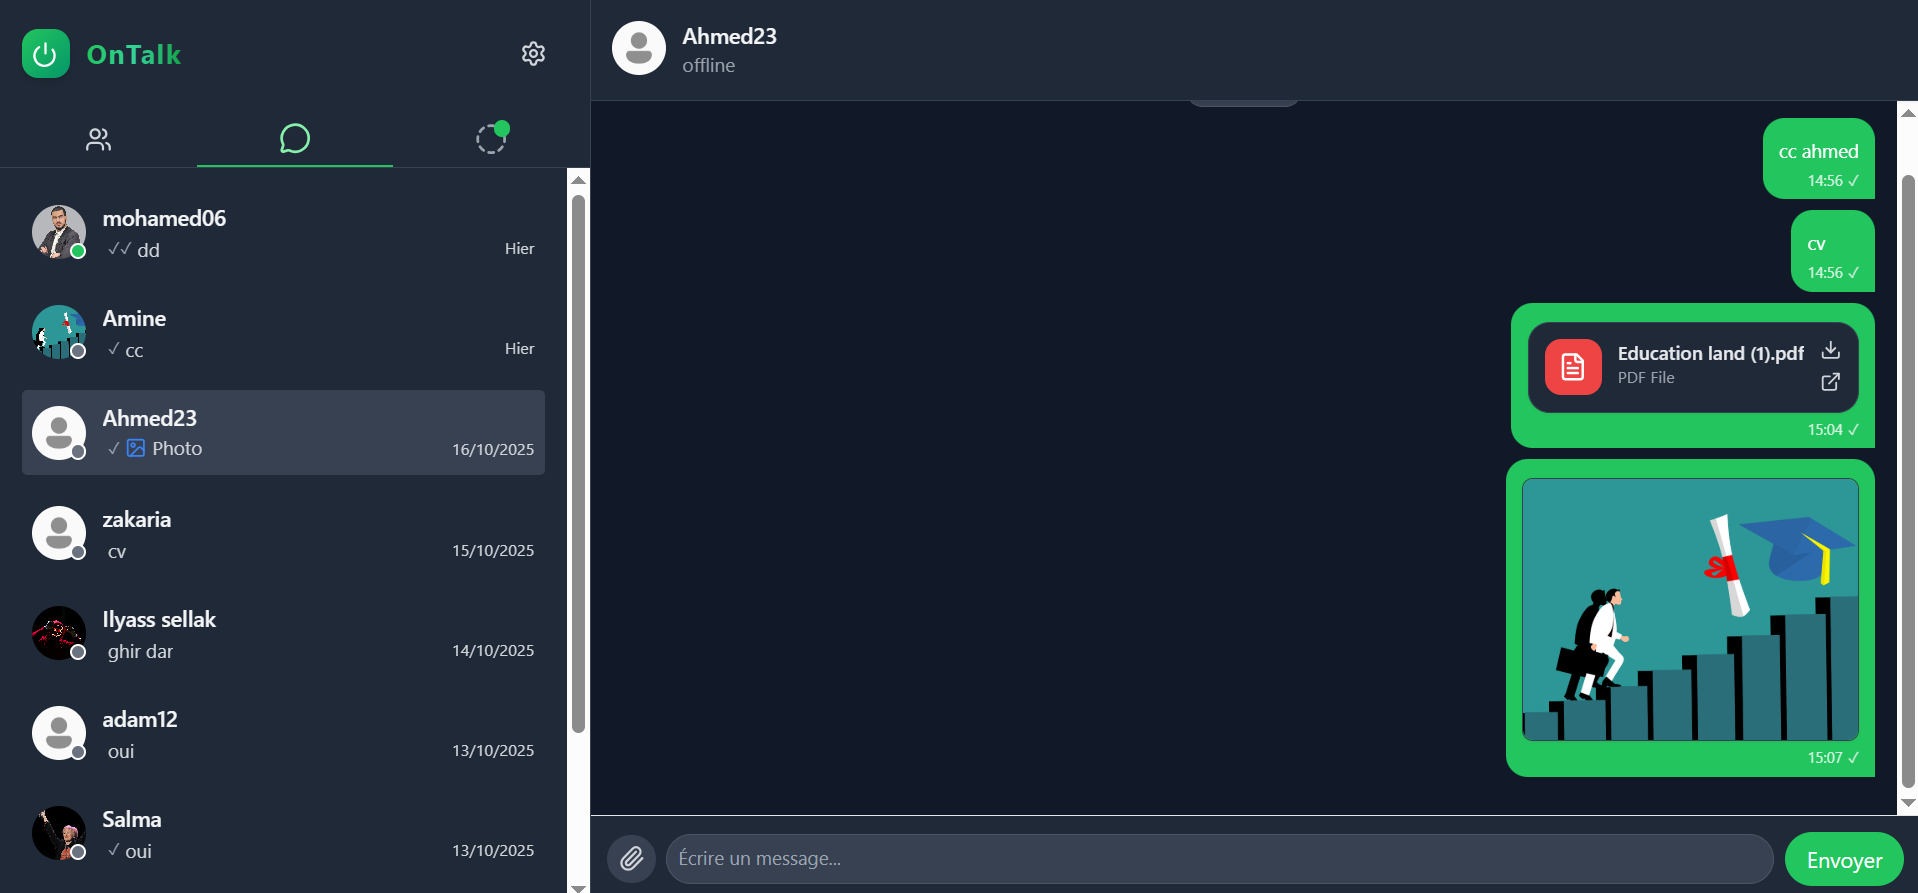 OnTalk
mohamed06
✓✓ dd
Hier
Amine
✓ cc
Hier
Ahmed23
✓ Photo
16/10/2025
zakaria
cv
15/10/2025
Ilyass sellak
ghir dar
14/10/2025
adam12
oui
13/10/2025
Salma
✓ oui
13/10/2025
Ahmed23
offline
cc ahmed
14:56 ✓
cv
14:56 ✓
Education land (1).pdf
PDF File
15:04 ✓
15:07 ✓
Écrire un message...
Envoyer